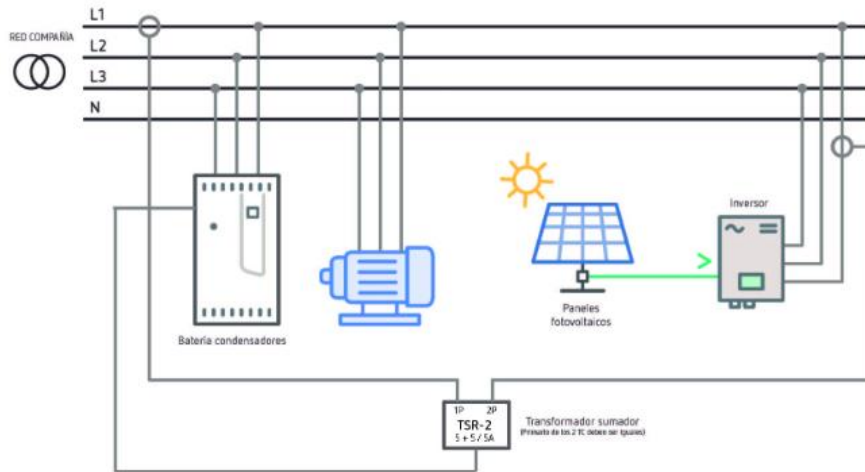 L1
RED COMPAÑÍA
L2
L3
N
Inversor
Paneles
fotovoltaicos
Batería condensadores
1P 2P
TSR-2
5 + 5 / 5A
Transformador sumador
(Primario de los 2 TC deben ser iguales)